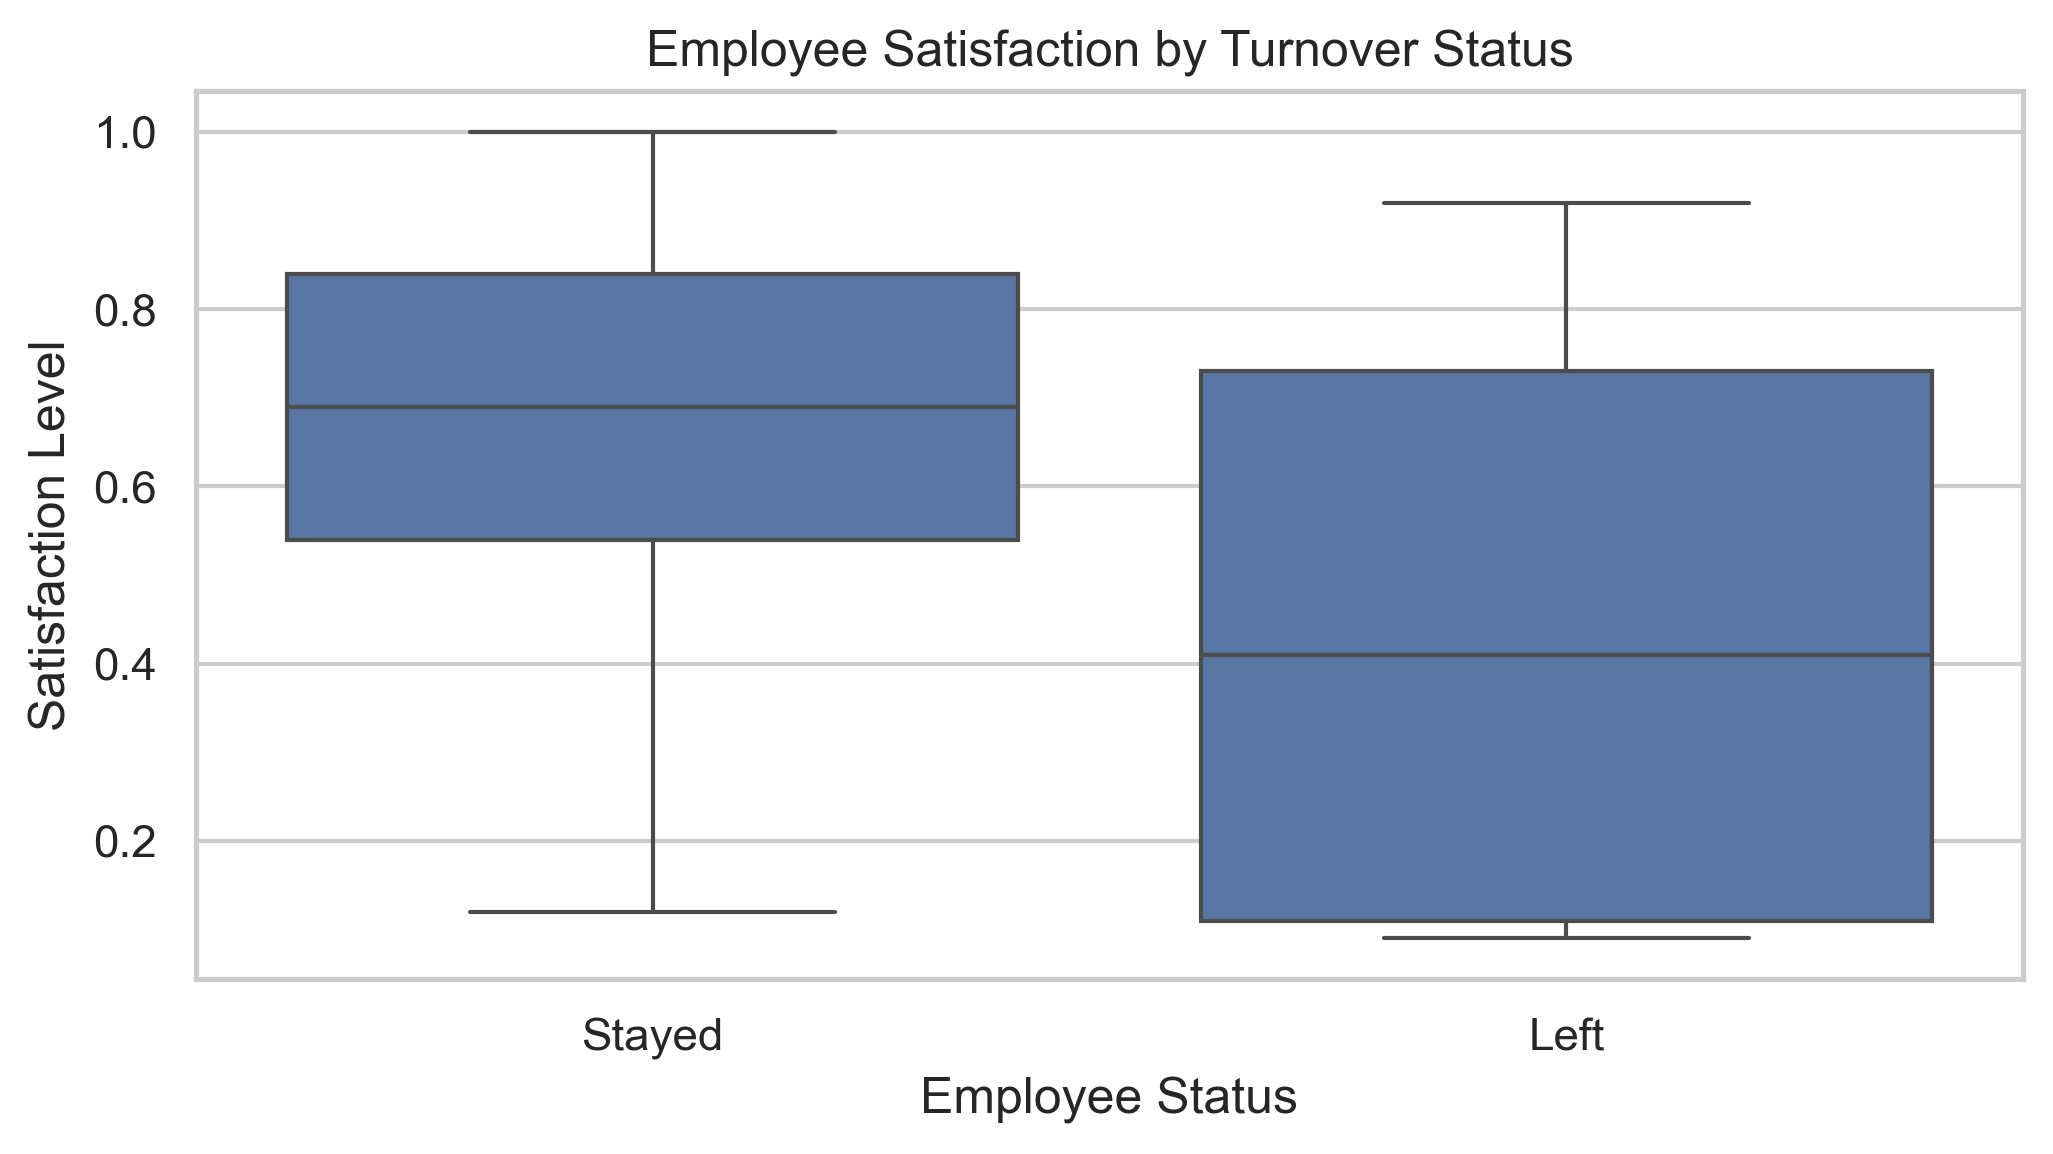 Employee Satisfaction by Turnover Status
Satisfaction Level
1.0
0.8
0.6
0.4
0.2
Stayed
Left
Employee Status